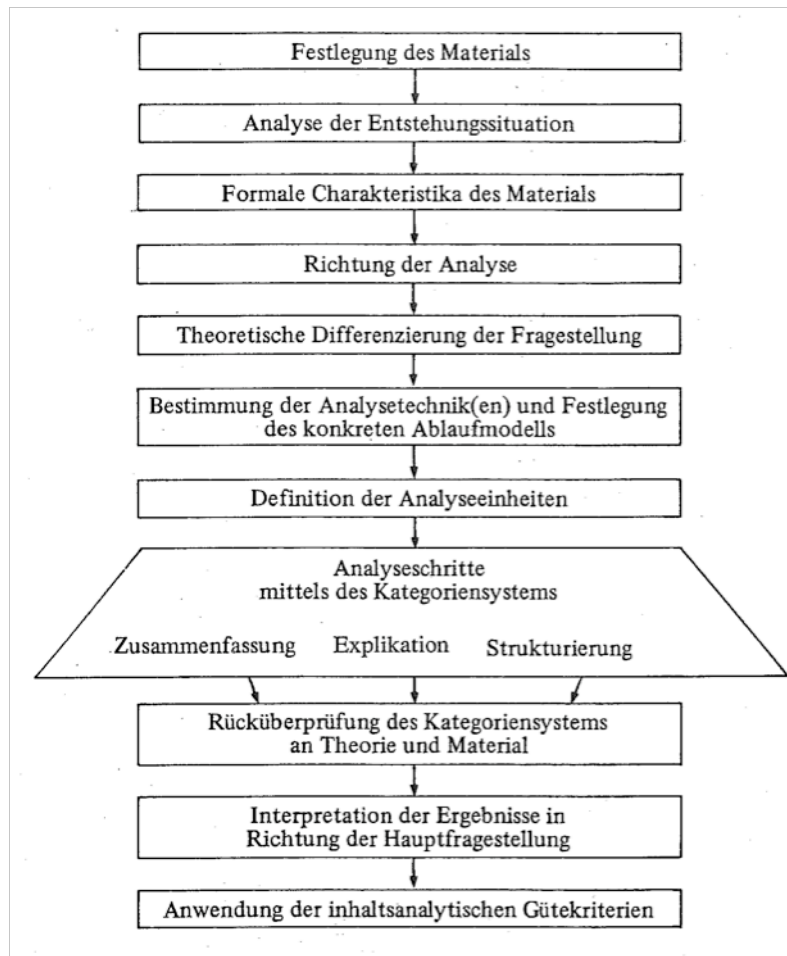 Festlegung des Materials
Analyse der Entstehungssituation
Formale Charakteristika des Materials
Richtung der Analyse
Theoretische Differenzierung der Fragestellung
Bestimmung der Analysetechnik(en) und Festlegung
des konkreten Ablaufmodells
Definition der Analyseeinheiten
Analyseschritte
mittels des Kategoriensystems
Zusammenfassung Explikation Strukturierung
Rücküberprüfung des Kategoriensystems
an Theorie und Material
Interpretation der Ergebnisse in
Richtung der Hauptfragestellung
Anwendung der inhaltsanalytischen Gütekriterien